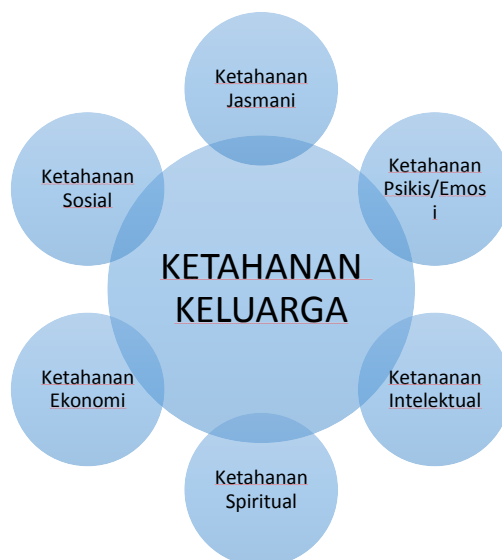 Ketahanan
Jasmani
Ketahanan
Sosial
Ketahanan
Psikis/Emos
i
KETAHANAN
KELUARGA
Ketahanan
Ekonomi
Ketananan
Intelektual
Ketahanan
Spiritual